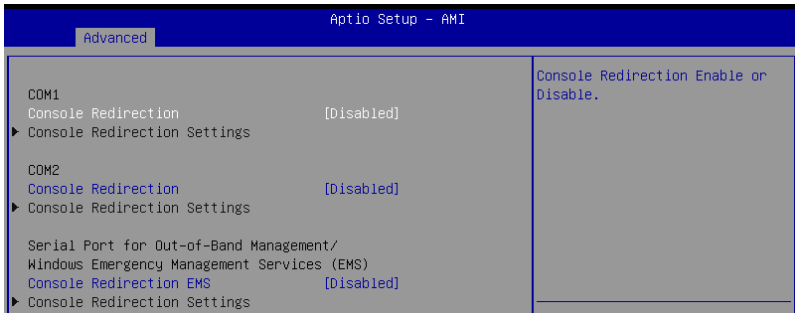 Aptio Setup - AMI
Advanced
COM1
Console Redirection [Disabled]
Console Redirection Settings
COM2
Console Redirection [Disabled]
Console Redirection Settings
Serial Port for Out-of-Band Management/
Windows Emergency Management Services (EMS)
Console Redirection EMS [Disabled]
Console Redirection Settings
Console Redirection Enable or
Disable.